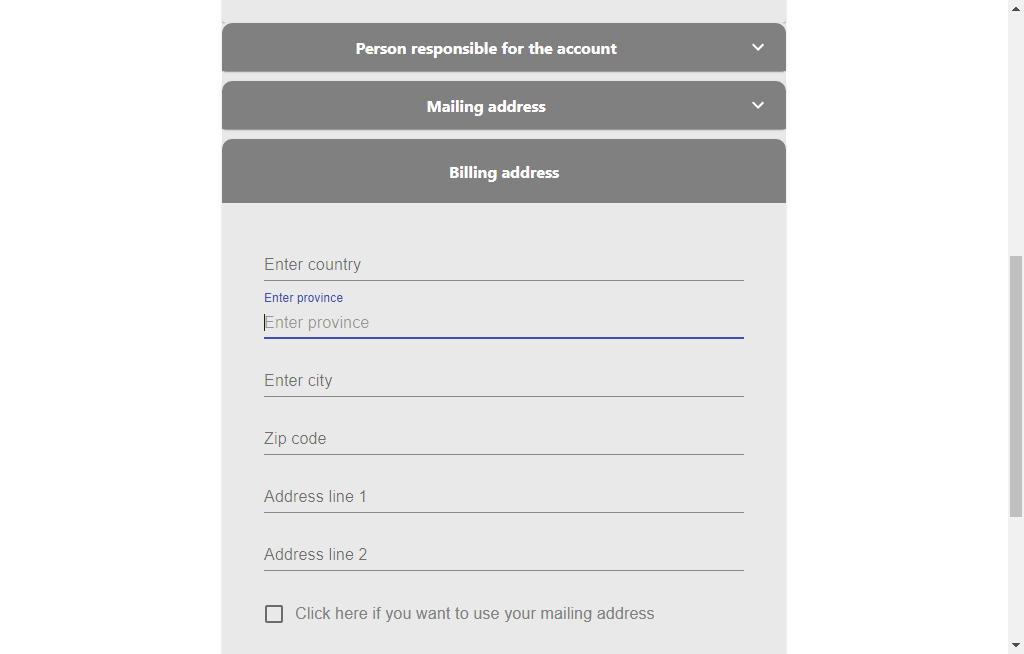 Person responsible for the account
Mailing address
Billing address
Enter country
Enter province
Enter province
Enter city
Zip code
Address line 1
Address line 2
Click here if you want to use your mailing address